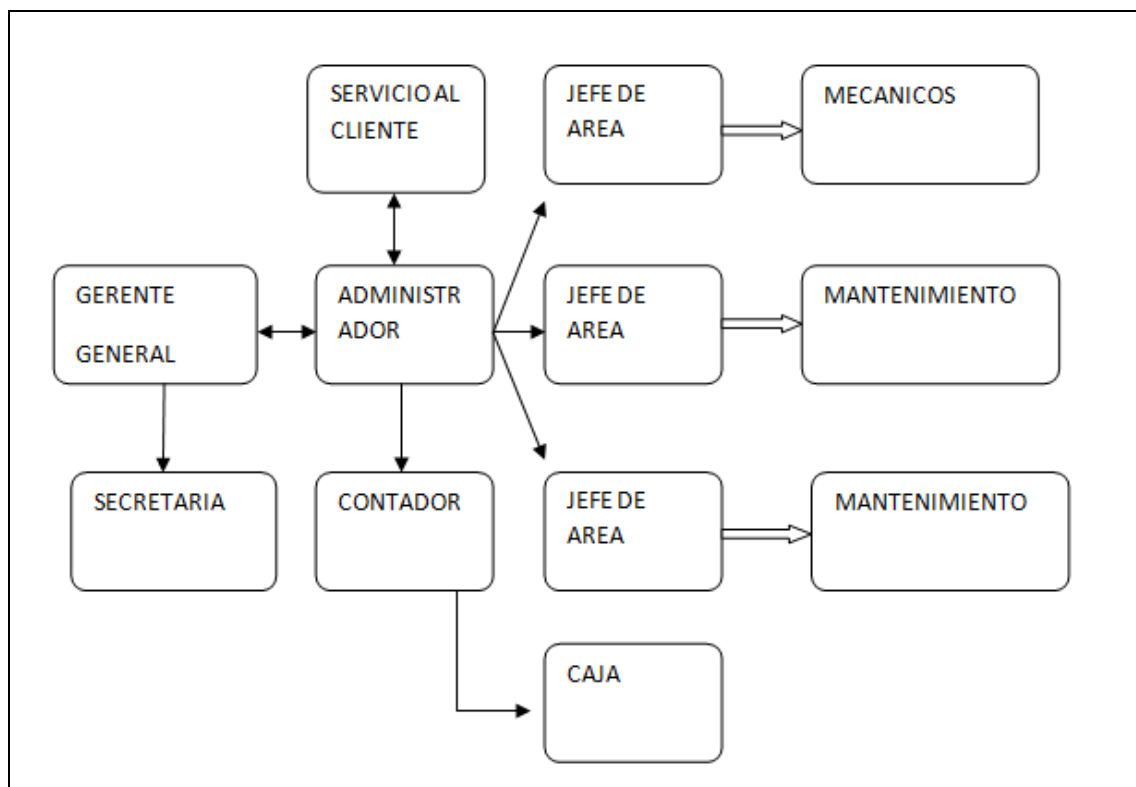 SERVICIO AL
CLIENTE
JEFE DE
AREA
MECANICOS
GERENTE
GENERAL
ADMINISTR
ADOR
JEFE DE
AREA
MANTENIMIENTO
SECRETARIA
CONTADOR
JEFE DE
AREA
MANTENIMIENTO
CAJA